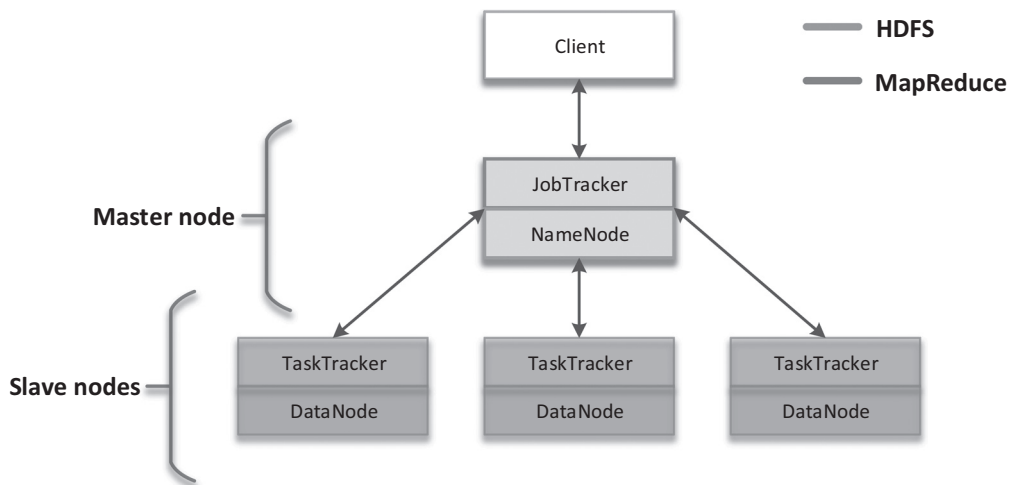 Client
HDFS
MapReduce
JobTracker
Master node
NameNode
TaskTracker
TaskTracker
TaskTracker
Slave nodes
DataNode
DataNode
DataNode